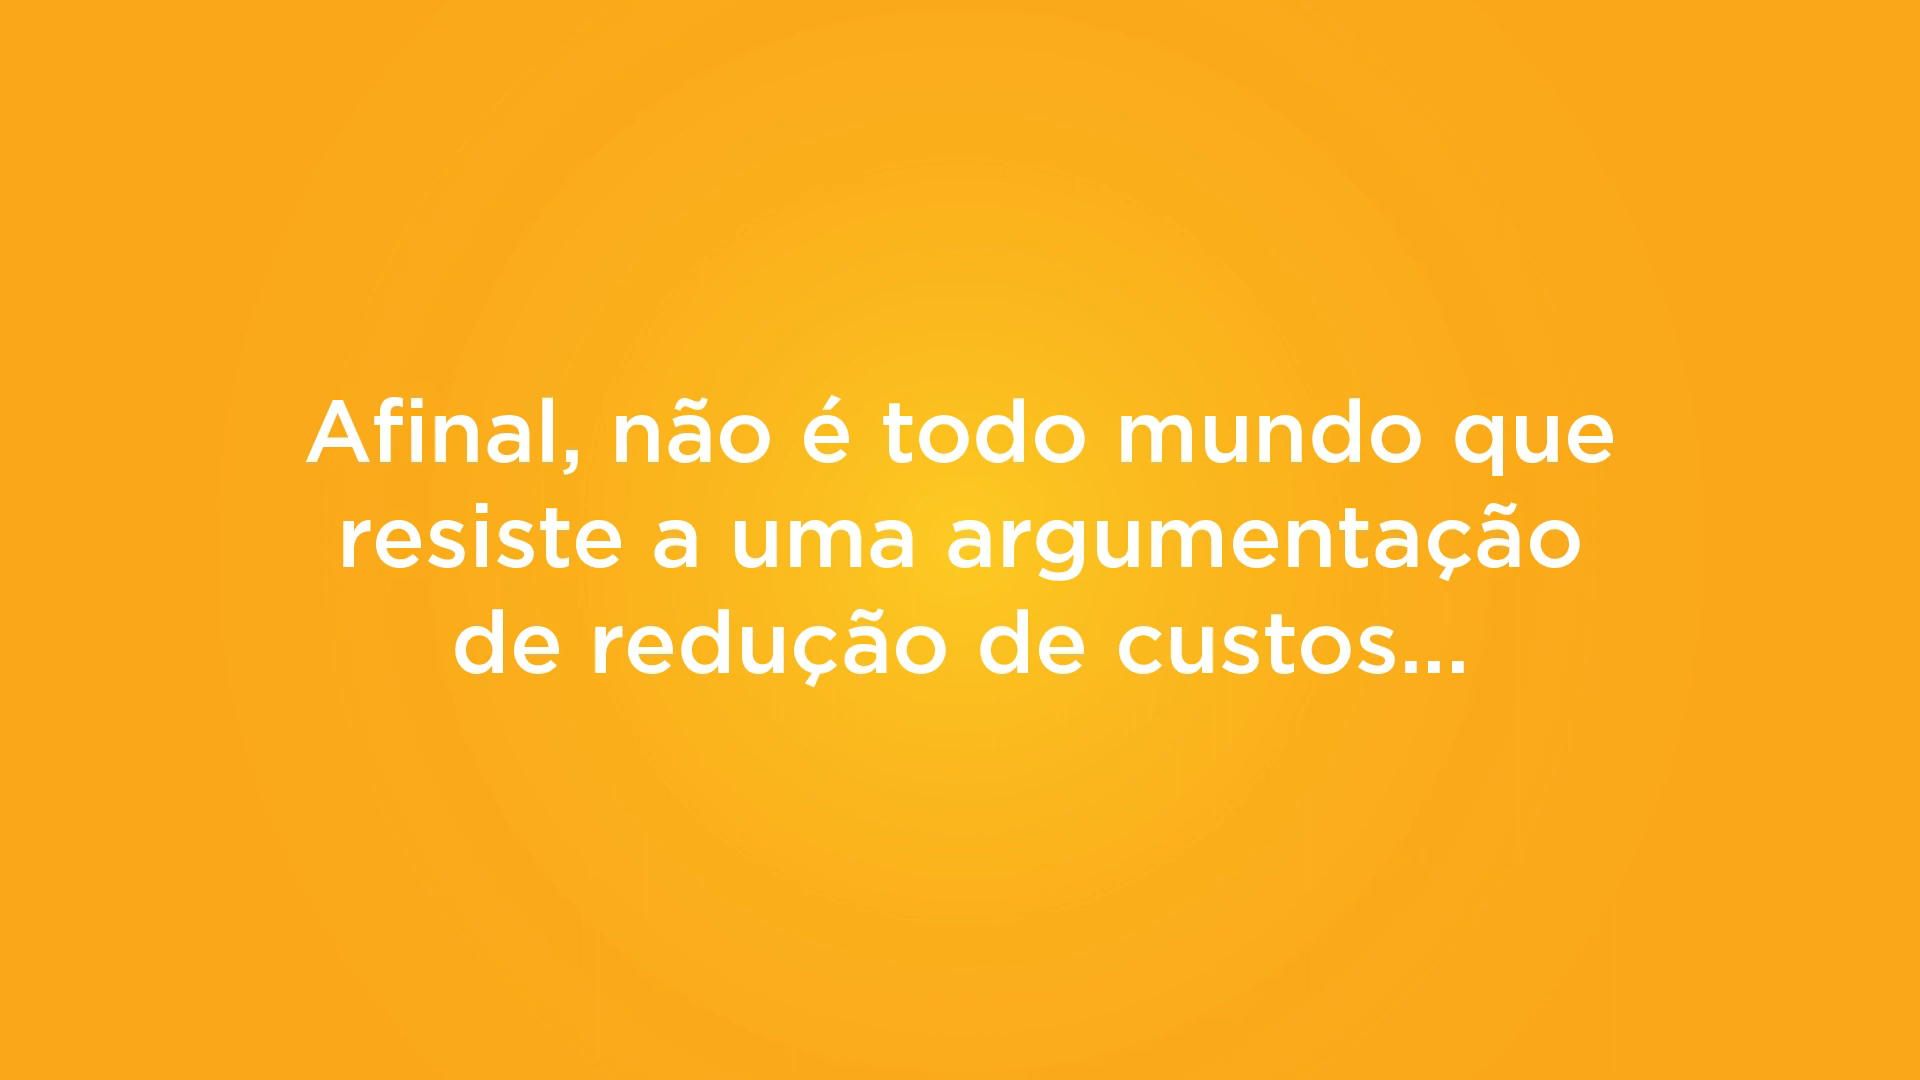 Afinal, não é todo mundo que
resiste a uma argumentação
de redução de custos...